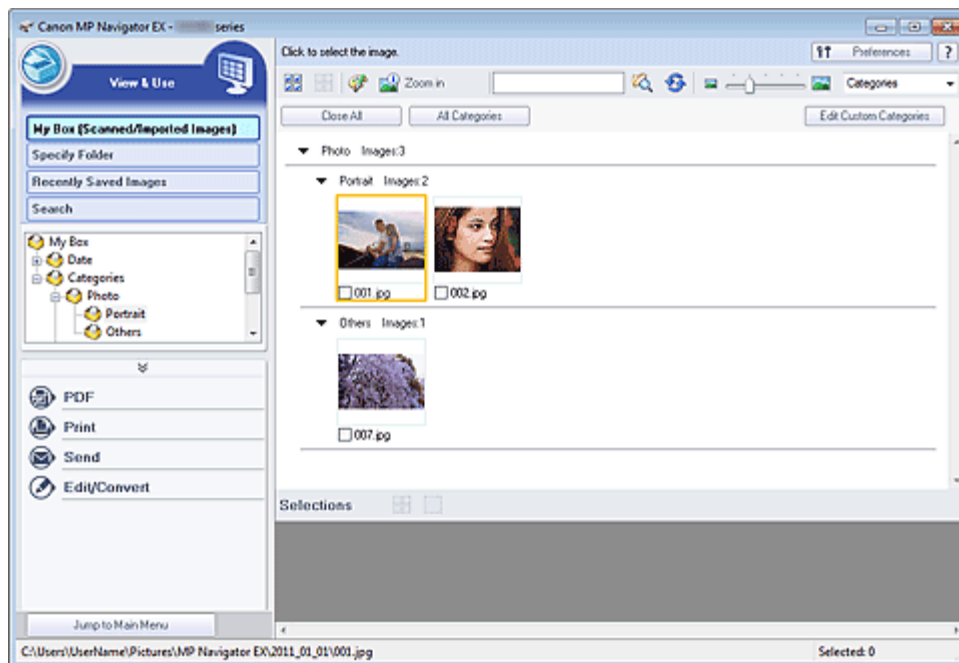 Canon MP Navigator EX - series
View & Use
My Box (Scanned/Imported Images)
Specify Folder
Recently Saved Images
Search
My Box
Date
Categories
Photo
Portrait
Others
PDF
Print
Send
Edit/Convert
Jump to Main Menu
Click to select the image.
Preferences
?
Zoom in
Categories
Close All
All Categories
Edit Custom Categories
Photo Images:3
Portrait Images:2
001.jpg
002.jpg
Others Images:1
007.jpg
Selections
C:\Users\UserName\Pictures\MP Navigator EX\2011_01_01\001.jpg
Selected: 0